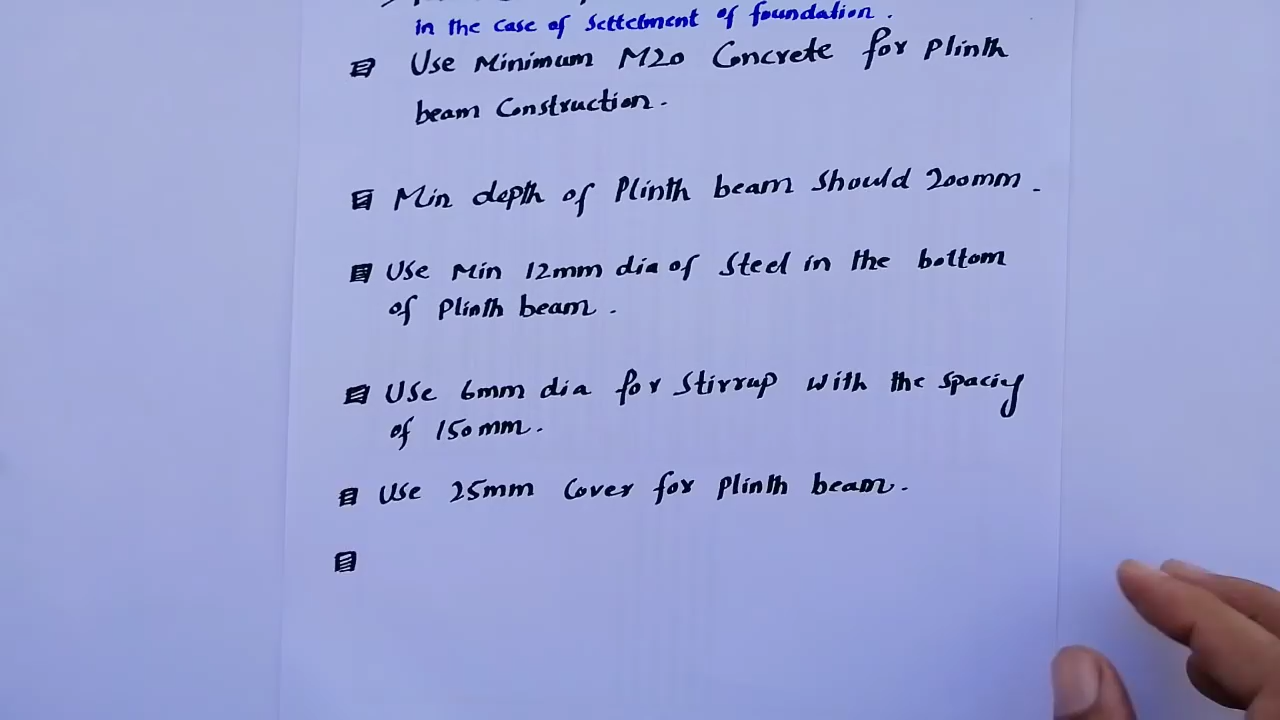 in the case of settelment of foundation.
Use Minimum M20 Concrete for Plinth
beam Construction.
Min depth of Plinth beam should 200mm.
Use Min 12mm dia of Steel in the bottom
of Plinth beam.
Use 6mm dia for Stirrup with the spacig
of 150mm.
Use 25mm Cover for Plinth beam.